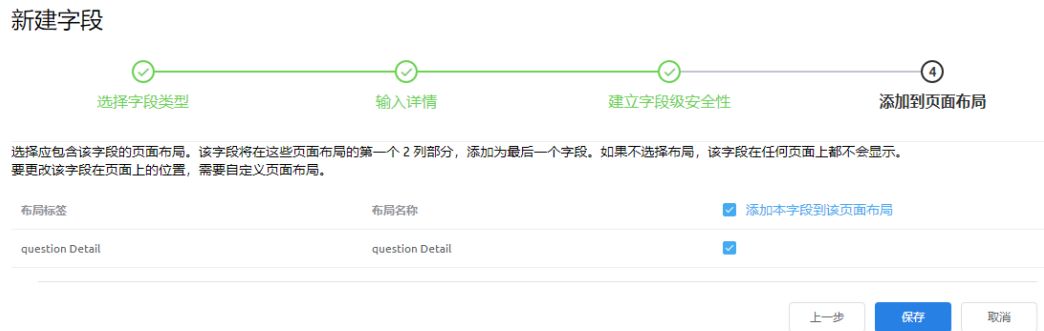 新建字段
4
选择字段类型 输入详情 建立字段级安全性 添加到页面布局
选择应包含该字段的页面布局。该字段将在这些页面布局的第一个 2 列部分，添加为最后一个字段。如果不选择布局，该字段在任何页面上都不会显示。
要更改该字段在页面上的位置，需要自定义页面布局。
布局标签 布局名称 添加本字段到该页面布局
question Detail question Detail
上一步 保存 取消